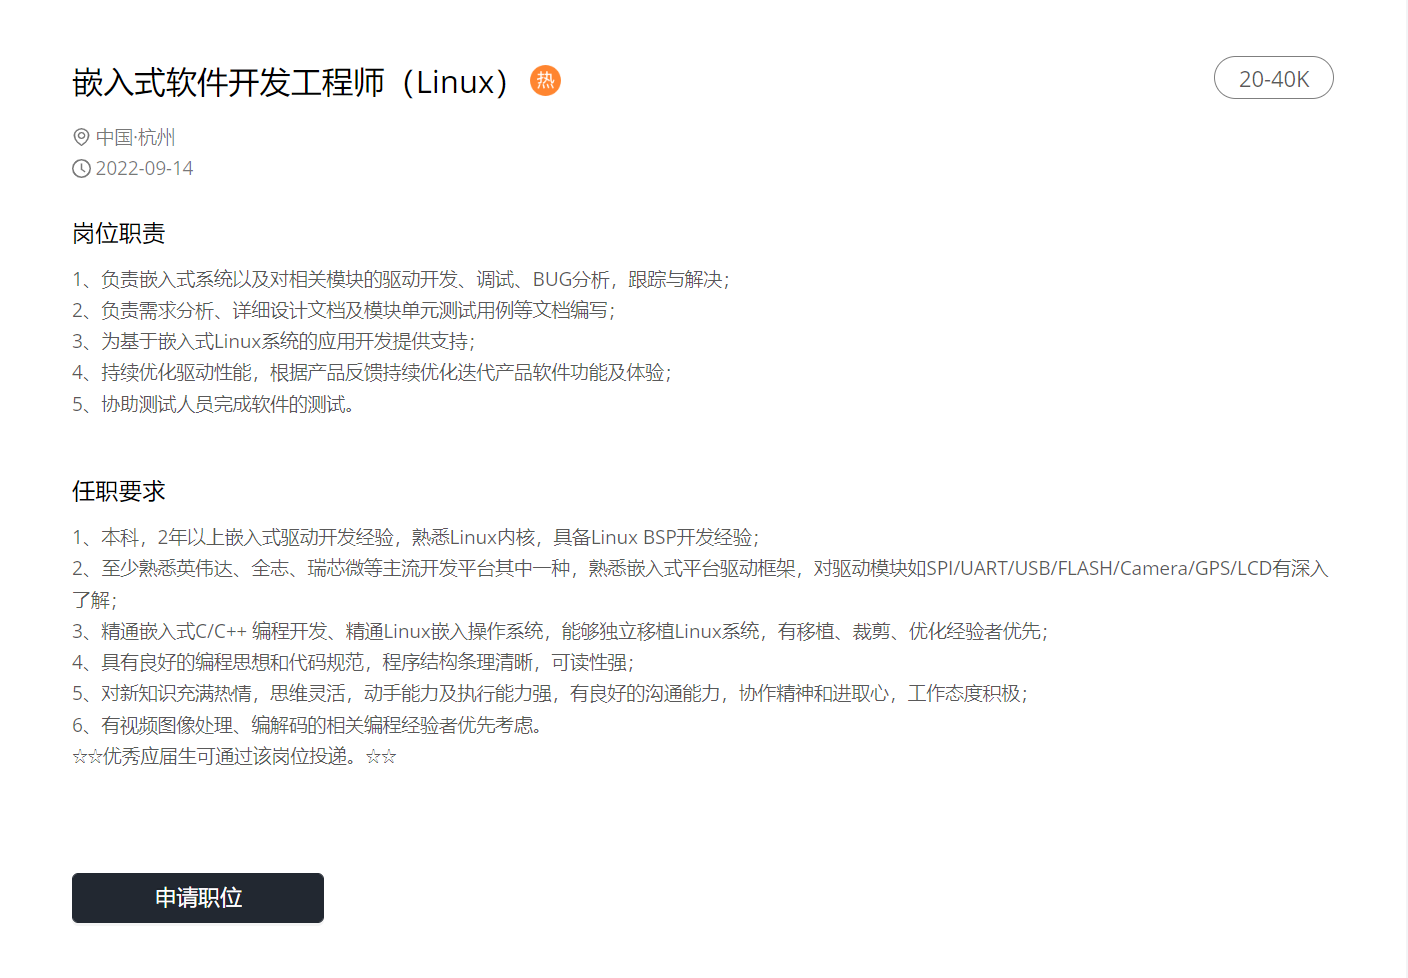 嵌入式软件开发工程师（Linux） 热
20-40K
中国·杭州
2022-09-14
岗位职责
1、负责嵌入式系统以及对相关模块的驱动开发、调试、BUG分析，跟踪与解决；
2、负责需求分析、详细设计文档及模块单元测试用例等文档编写；
3、为基于嵌入式Linux系统的应用开发提供支持；
4、持续优化驱动性能，根据产品反馈持续优化迭代产品软件功能及体验；
5、协助测试人员完成软件的测试。
任职要求
1、本科，2年以上嵌入式驱动开发经验，熟悉Linux内核，具备Linux BSP开发经验；
2、至少熟悉英伟达、全志、瑞芯微等主流开发平台其中一种，熟悉嵌入式平台驱动框架，对驱动模块如SPI/UART/USB/FLASH/Camera/GPS/LCD有深入
了解；
3、精通嵌入式C/C++ 编程开发、精通Linux嵌入操作系统，能够独立移植Linux系统，有移植、裁剪、优化经验者优先；
4、具有良好的编程思想和代码规范，程序结构条理清晰，可读性强；
5、对新知识充满热情，思维灵活，动手能力及执行能力强，有良好的沟通能力，协作精神和进取心，工作态度积极；
6、有视频图像处理、编解码的相关编程经验者优先考虑。
☆☆优秀应届生可通过该岗位投递。☆☆
申请职位